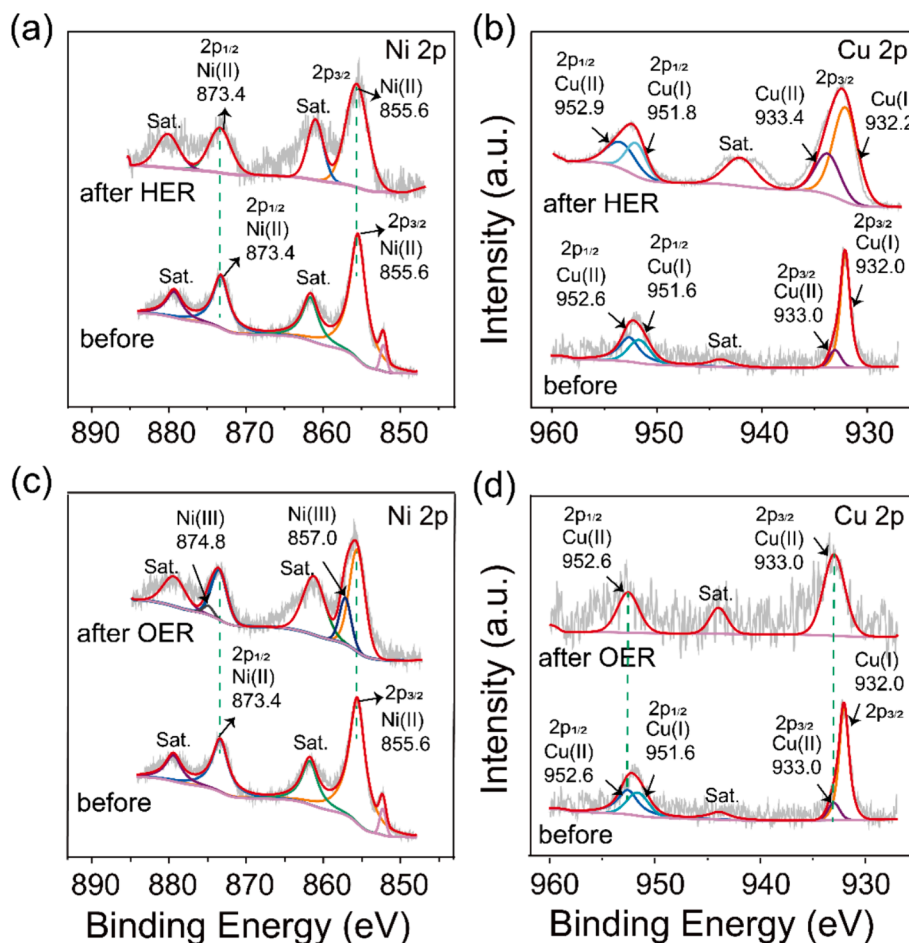 (a)
Ni 2p
2p1/2
Ni(II)
873.4
2p3/2
Ni(II)
855.6
Sat.
Sat.
after HER
2p1/2
Ni(II)
873.4
2p3/2
Ni(II)
855.6
Sat.
Sat.
before
890 880 870 860 850
(b)
Cu 2p
Intensity (a.u.)
2p1/2
Cu(II)
952.9
2p1/2
Cu(I)
951.8
2p3/2
Cu(II)
933.4
Cu(I)
932.2
Sat.
after HER
2p1/2
Cu(II)
952.6
2p1/2
Cu(I)
951.6
2p3/2
Cu(II)
933.0
2p3/2
Cu(I)
932.0
Sat.
before
960 950 940 930
(c)
Ni 2p
Ni(III)
874.8
Ni(III)
857.0
Sat.
Sat.
after OER
2p1/2
Ni(II)
873.4
2p3/2
Ni(II)
855.6
Sat.
Sat.
before
890 880 870 860 850
Binding Energy (eV)
(d)
Cu 2p
Intensity (a.u.)
2p1/2
Cu(II)
952.6
2p3/2
Cu(II)
933.0
Sat.
after OER
2p1/2
Cu(II)
952.6
2p1/2
Cu(I)
951.6
2p3/2
Cu(II)
933.0
Cu(I)
932.0
2p3/2
Sat.
before
960 950 940 930
Binding Energy (eV)